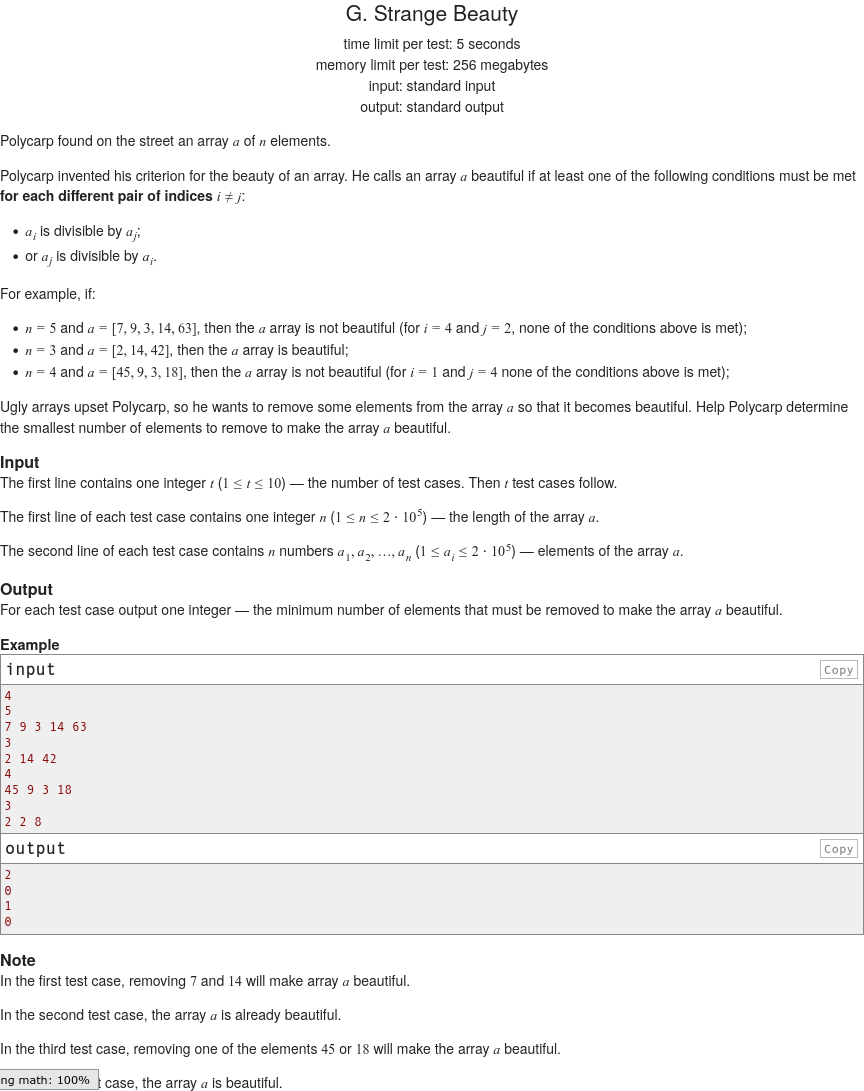 G. Strange Beauty
time limit per test: 5 seconds
memory limit per test: 256 megabytes
input: standard input
output: standard output
Polycarp found on the street an array a of n elements.
Polycarp invented his criterion for the beauty of an array. He calls an array a beautiful if at least one of the following conditions must be met
for each different pair of indices i ≠ j:
• a_i is divisible by a_j;
• or a_j is divisible by a_i.
For example, if:
• n = 5 and a = [7, 9, 3, 14, 63], then the a array is not beautiful (for i = 4 and j = 2, none of the conditions above is met);
• n = 3 and a = [2, 14, 42], then the a array is beautiful;
• n = 4 and a = [45, 9, 3, 18], then the a array is not beautiful (for i = 1 and j = 4 none of the conditions above is met);
Ugly arrays upset Polycarp, so he wants to remove some elements from the array a so that it becomes beautiful. Help Polycarp determine
the smallest number of elements to remove to make the array a beautiful.
Input
The first line contains one integer t (1 ≤ t ≤ 10) — the number of test cases. Then t test cases follow.
The first line of each test case contains one integer n (1 ≤ n ≤ 2 · 10^5) — the length of the array a.
The second line of each test case contains n numbers a_1, a_2, …, a_n (1 ≤ a_i ≤ 2 · 10^5) — elements of the array a.
Output
For each test case output one integer — the minimum number of elements that must be removed to make the array a beautiful.
Example
input Copy
4
5
7 9 3 14 63
3
2 14 42
4
45 9 3 18
3
2 2 8
output Copy
2
0
1
0
Note
In the first test case, removing 7 and 14 will make array a beautiful.
In the second test case, the array a is already beautiful.
In the third test case, removing one of the elements 45 or 18 will make the array a beautiful.
ng math: 100% case, the array a is beautiful.